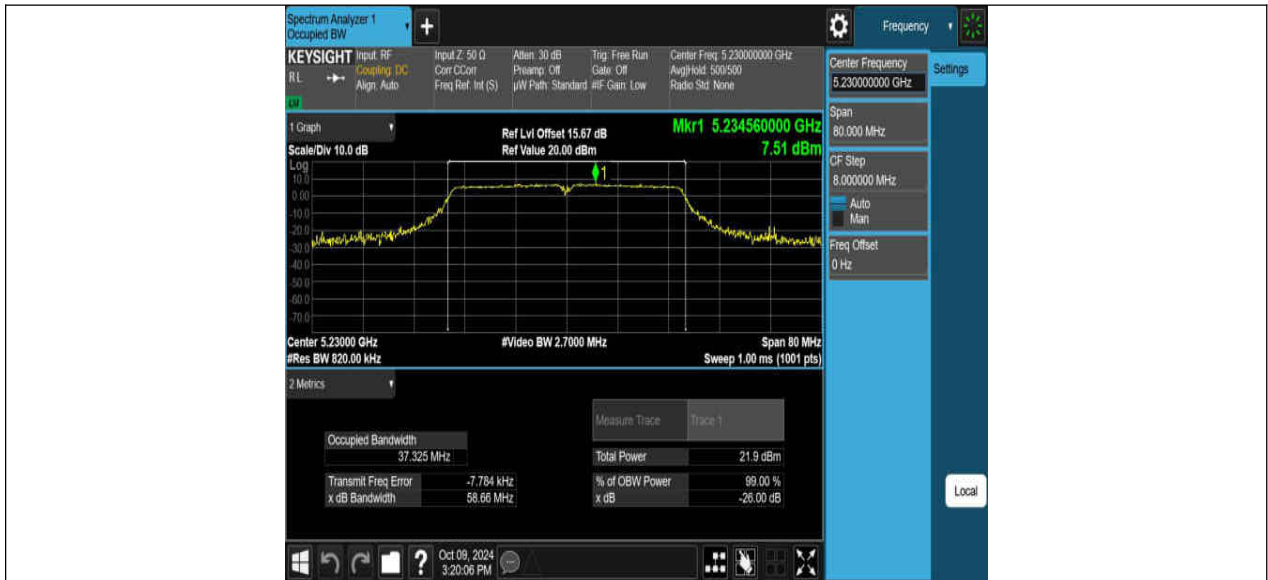 Spectrum Analyzer 1
Occupied BW
+
Frequency
KEYSIGHT
RL
LM
Input: RF
Coupling: DC
Align: Auto
Input Z: 50 Ω
Corr CCorr
Freq Ref: Int (S)
Atten: 30 dB
Preamp: Off
µW Path: Standard
Trig: Free Run
Gate: Off
#IF Gain: Low
Center Freq: 5.230000000 GHz
Avg|Hold: 500/500
Radio Std: None
Center Frequency
5.230000000 GHz
Settings
Span
80.000 MHz
CF Step
8.000000 MHz
Auto
Man
Freq Offset
0 Hz
1 Graph
Scale/Div 10.0 dB
Ref Lvl Offset 15.67 dB
Ref Value 20.00 dBm
Mkr1 5.234560000 GHz
7.51 dBm
Log
10.0
0.00
-10.0
-20.0
-30.0
-40.0
-50.0
-60.0
-70.0
1
Center 5.23000 GHz
#Res BW 820.00 kHz
#Video BW 2.7000 MHz
Span 80 MHz
Sweep 1.00 ms (1001 pts)
2 Metrics
Measure Trace
Trace 1
Occupied Bandwidth
37.325 MHz
Total Power
21.9 dBm
Transmit Freq Error
-7.784 kHz
% of OBW Power
99.00 %
x dB Bandwidth
58.66 MHz
x dB
-26.00 dB
Local
?
Oct 09, 2024
3:20:06 PM